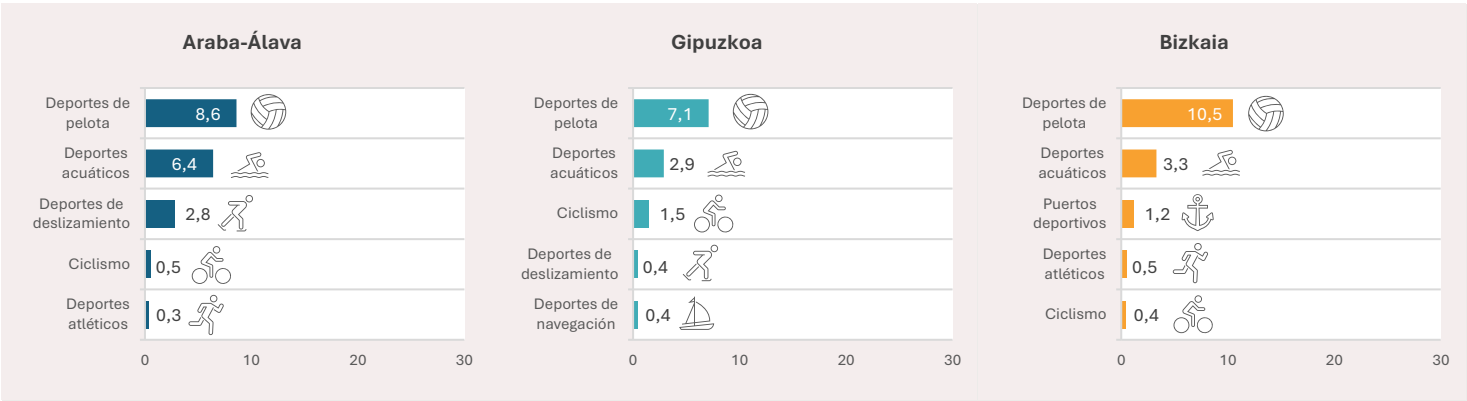 Araba-Álava
Deportes de
pelota
8,6
Deportes
acuáticos
6,4
Deportes de
deslizamiento
2,8
Ciclismo
0,5
Deportes
atléticos
0,3
0 10 20 30
Gipuzkoa
Deportes de
pelota
7,1
Deportes
acuáticos
2,9
Ciclismo
1,5
Deportes de
deslizamiento
0,4
Deportes de
navegación
0,4
0 10 20 30
Bizkaia
Deportes de
pelota
10,5
Deportes
acuáticos
3,3
Puertos
deportivos
1,2
Deportes
atléticos
0,5
Ciclismo
0,4
0 10 20 30